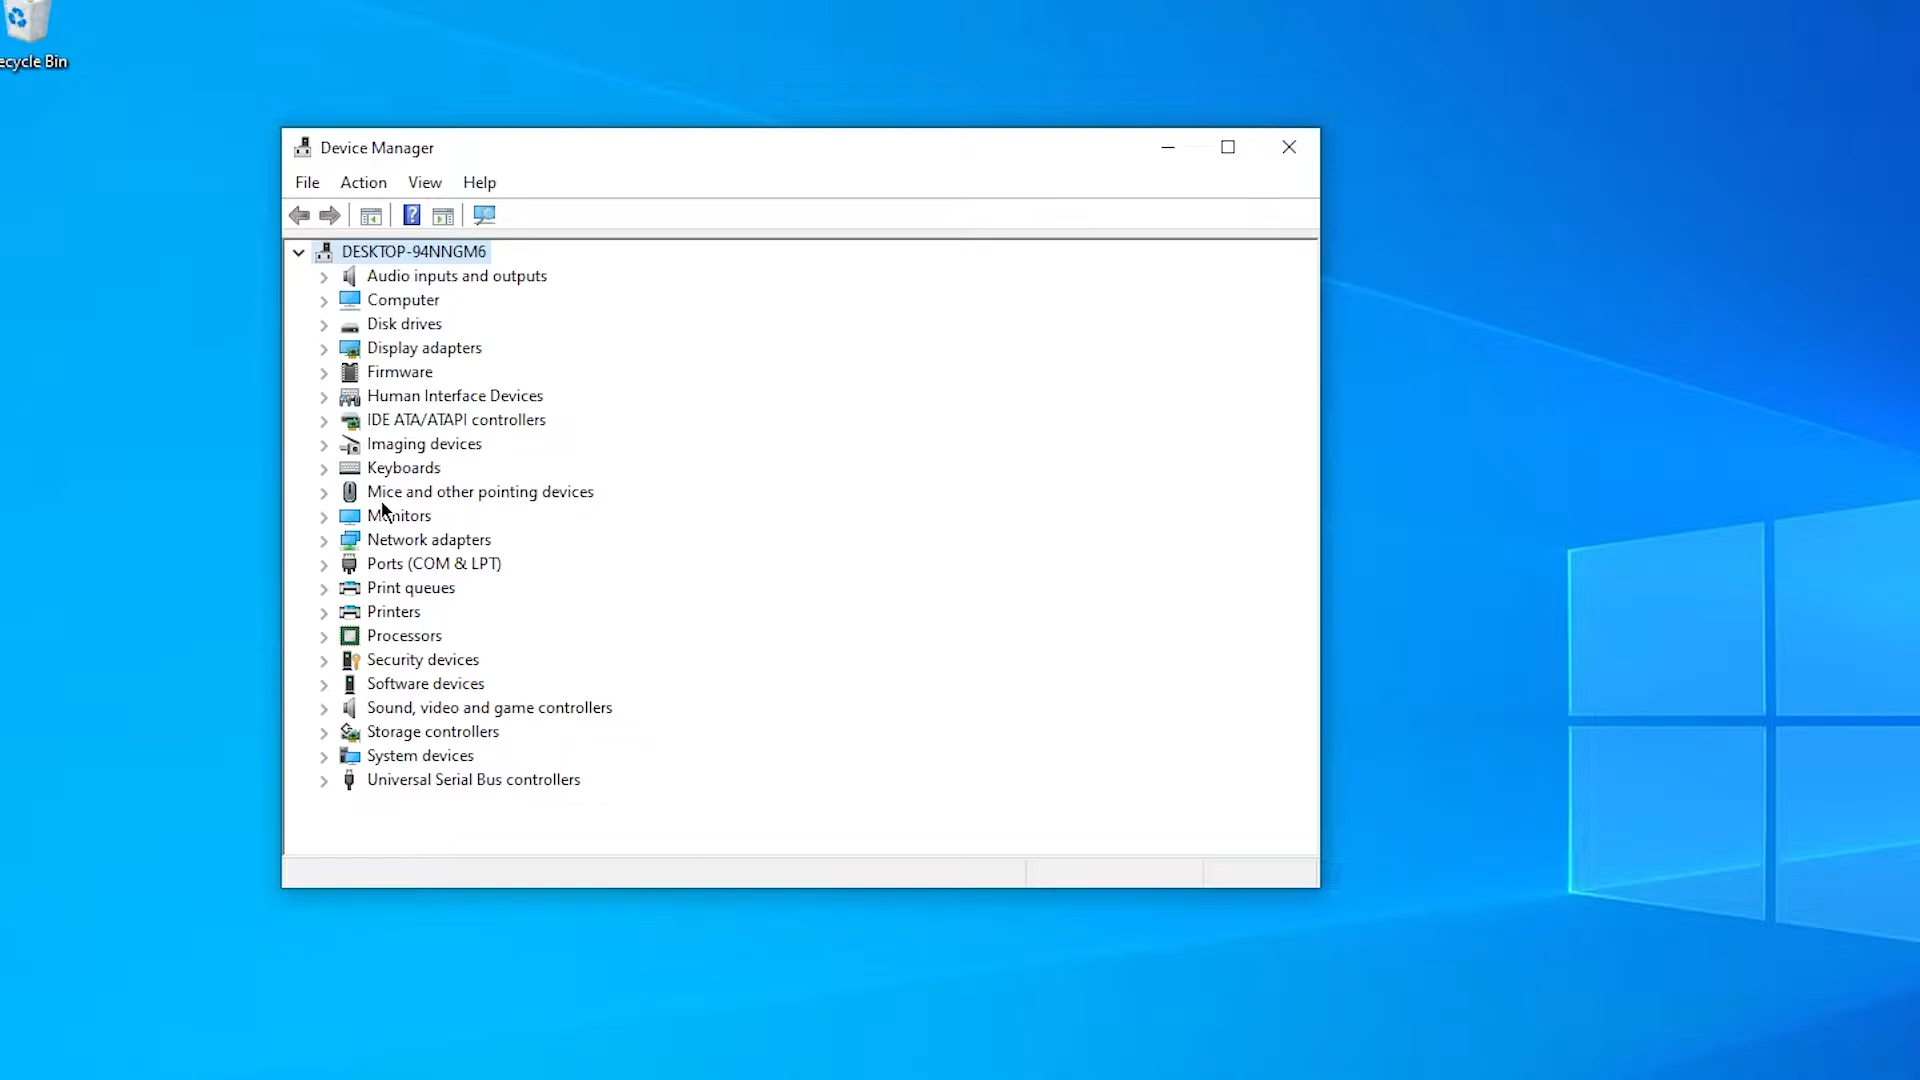 ecycle Bin
Device Manager
File Action View Help
?
DESKTOP-94NNGM6
Audio inputs and outputs
Computer
Disk drives
Display adapters
Firmware
Human Interface Devices
IDE ATA/ATAPI controllers
Imaging devices
Keyboards
Mice and other pointing devices
Monitors
Network adapters
Ports (COM & LPT)
Print queues
Printers
Processors
Security devices
Software devices
Sound, video and game controllers
Storage controllers
System devices
Universal Serial Bus controllers